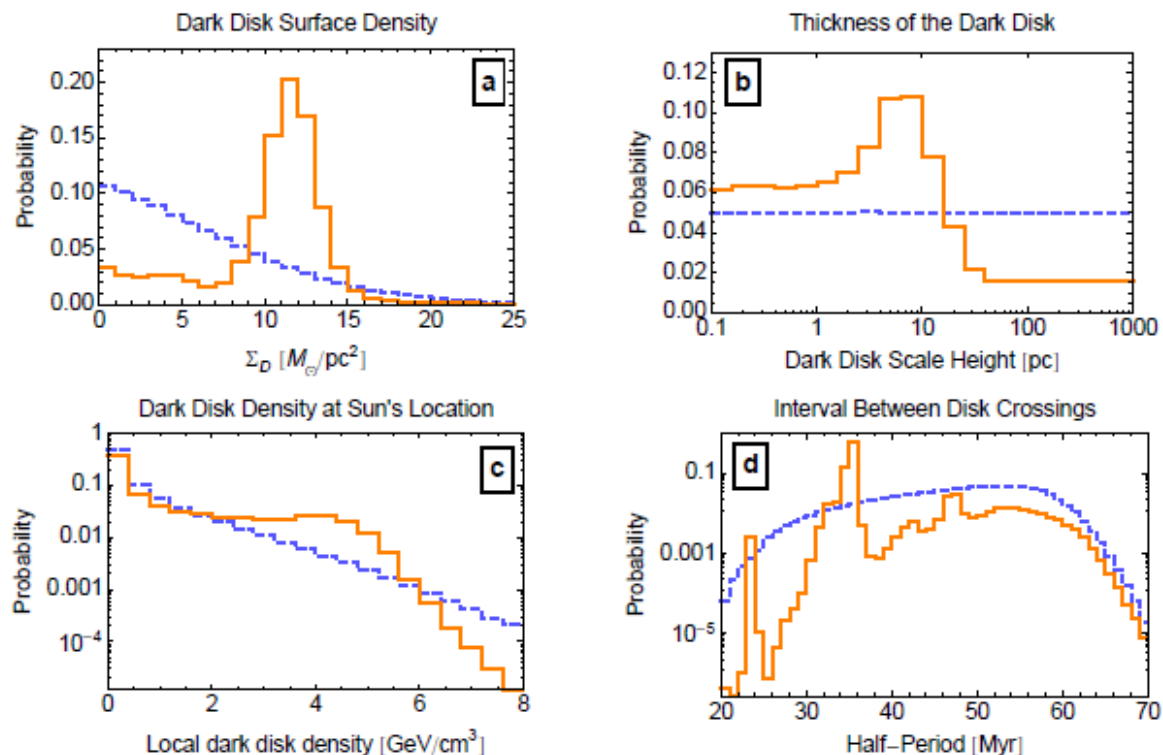 Dark Disk Surface Density
a
Probability
0.20
0.15
0.10
0.05
0.00
0 5 10 15 20 25
Σ_D [M_⊙/pc²]
Thickness of the Dark Disk
b
Probability
0.12
0.10
0.08
0.06
0.04
0.02
0.00
0.1 1 10 100 1000
Dark Disk Scale Height [pc]
Dark Disk Density at Sun's Location
c
Probability
1
0.1
0.01
0.001
10⁻⁴
0 2 4 6 8
Local dark disk density [GeV/cm³]
Interval Between Disk Crossings
d
Probability
0.1
0.001
10⁻⁵
20 30 40 50 60 70
Half-Period [Myr]